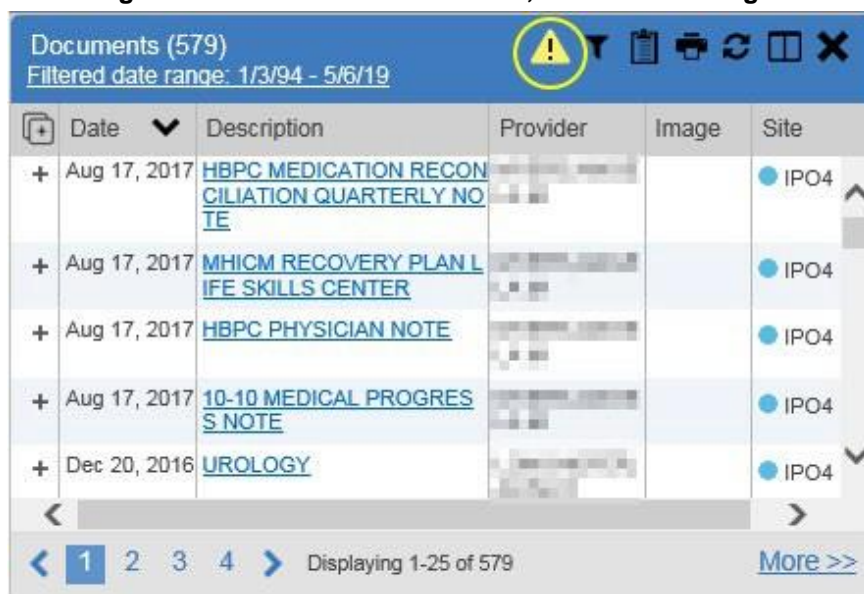 Documents (579)
Filtered date range: 1/3/94 - 5/6/19
Date Description Provider Image Site
Aug 17, 2017 HBPC MEDICATION RECON IPO4
CILIATION QUARTERLY NO
TE
Aug 17, 2017 MHICM RECOVERY PLAN L IPO4
IFE SKILLS CENTER
Aug 17, 2017 HBPC PHYSICIAN NOTE IPO4
Aug 17, 2017 10-10 MEDICAL PROGRES IPO4
S NOTE
Dec 20, 2016 UROLOGY IPO4
1 2 3 4 Displaying 1-25 of 579 More >>